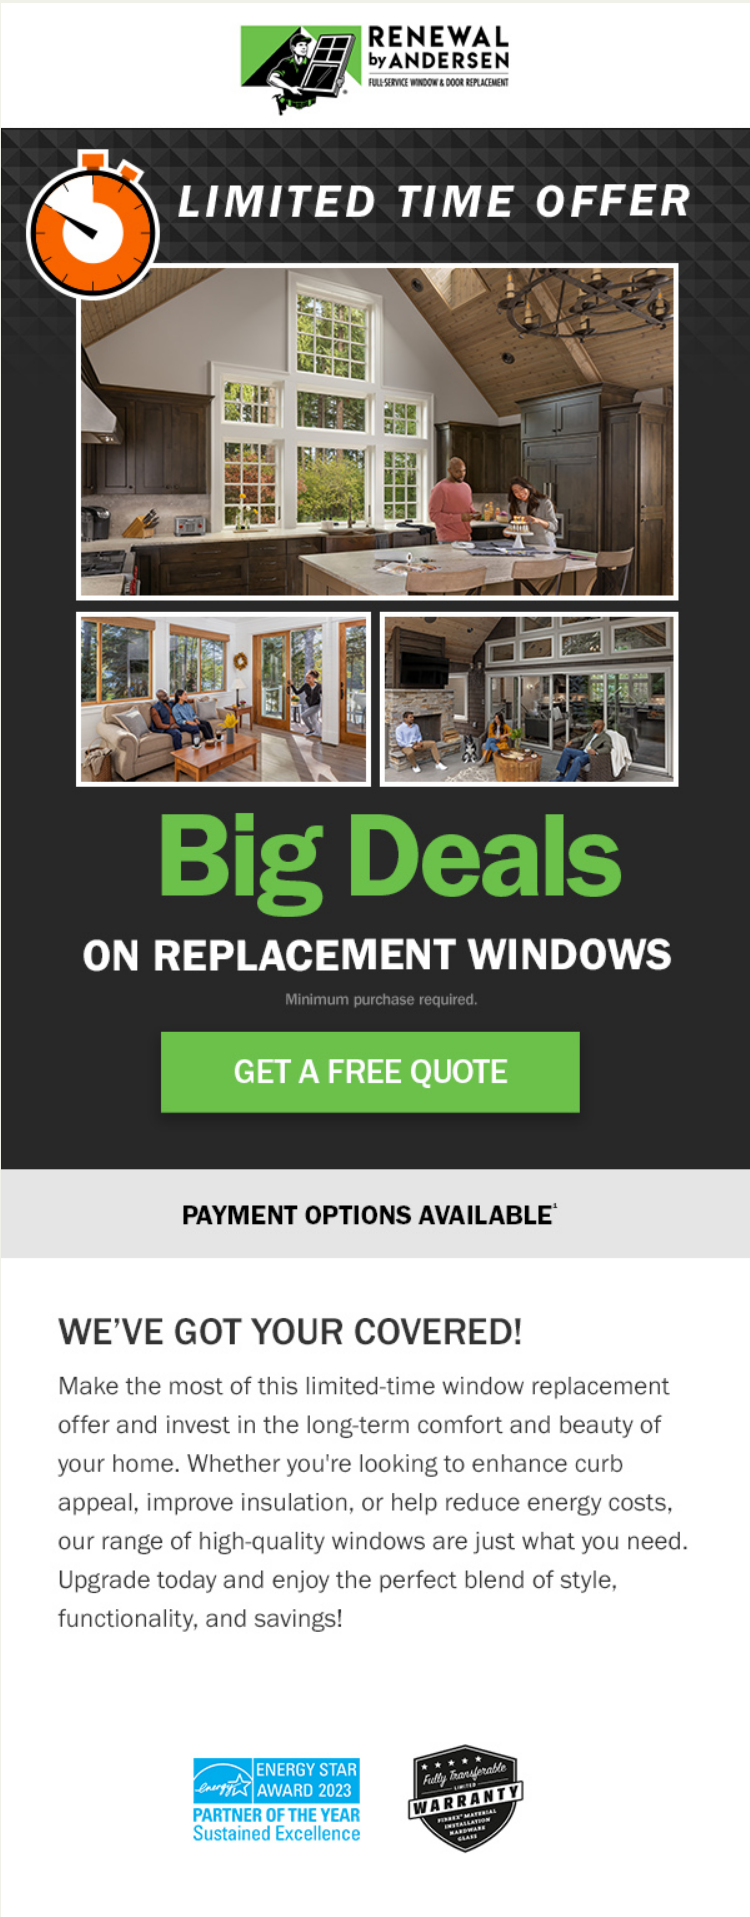 RENEWAL
by ANDERSEN
FULL-SERVICE WINDOW & DOOR REPLACEMENT
LIMITED TIME OFFER
Big Deals
ON REPLACEMENT WINDOWS
Minimum purchase required.
GET A FREE QUOTE
PAYMENT OPTIONS AVAILABLE¹
WE'VE GOT YOUR COVERED!
Make the most of this limited-time window replacement
offer and invest in the long-term comfort and beauty of
your home. Whether you're looking to enhance curb
appeal, improve insulation, or help reduce energy costs,
our range of high-quality windows are just what you need.
Upgrade today and enjoy the perfect blend of style,
functionality, and savings!
energy
ENERGY STAR
AWARD 2023
PARTNER OF THE YEAR
Sustained Excellence
Fully Transferable
LIMITED
WARRANTY
FIBREX® MATERIAL
INSTALLATION
HARDWARE
GLASS